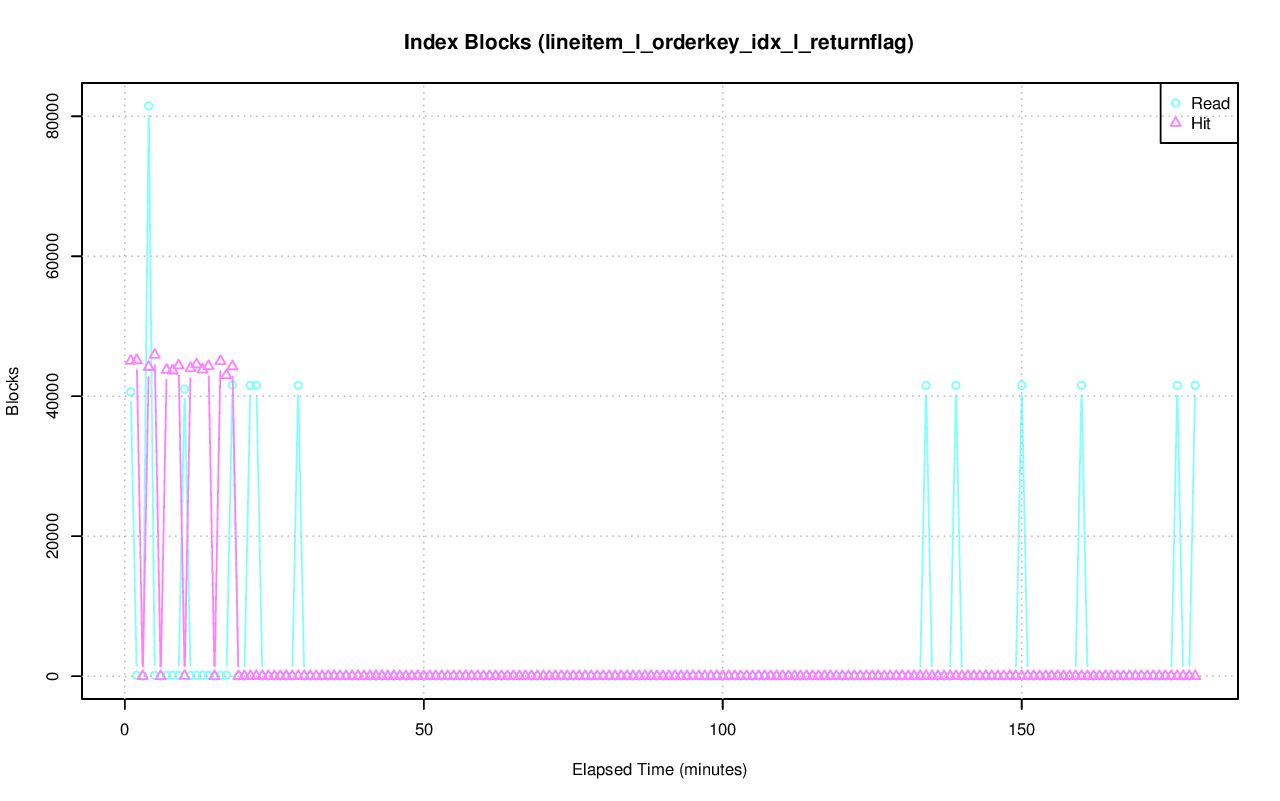 Index Blocks (lineitem_l_orderkey_idx_l_returnflag)
Read
Hit
80000
60000
40000
20000
0
Blocks
0 50 100 150
Elapsed Time (minutes)